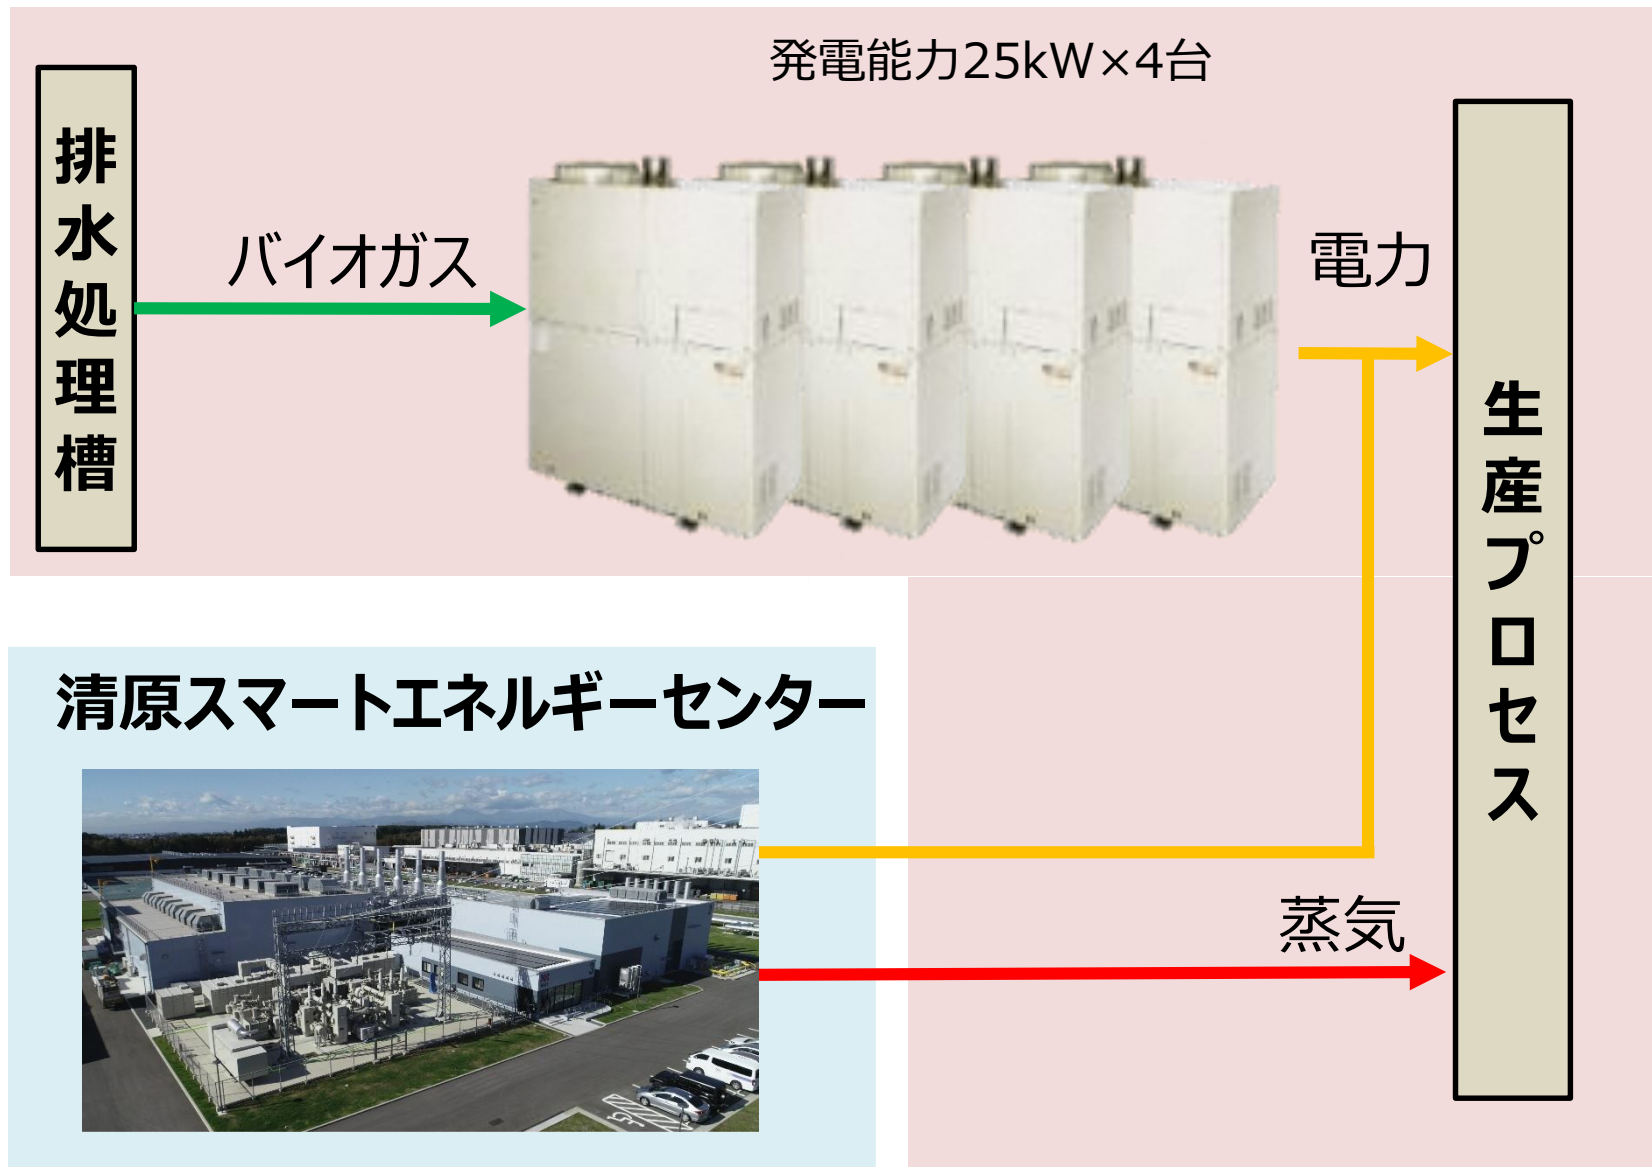 発電能力25kW×4台
排水処理槽
バイオガス
電力
生産プロセス
清原スマートエネルギーセンター
蒸気